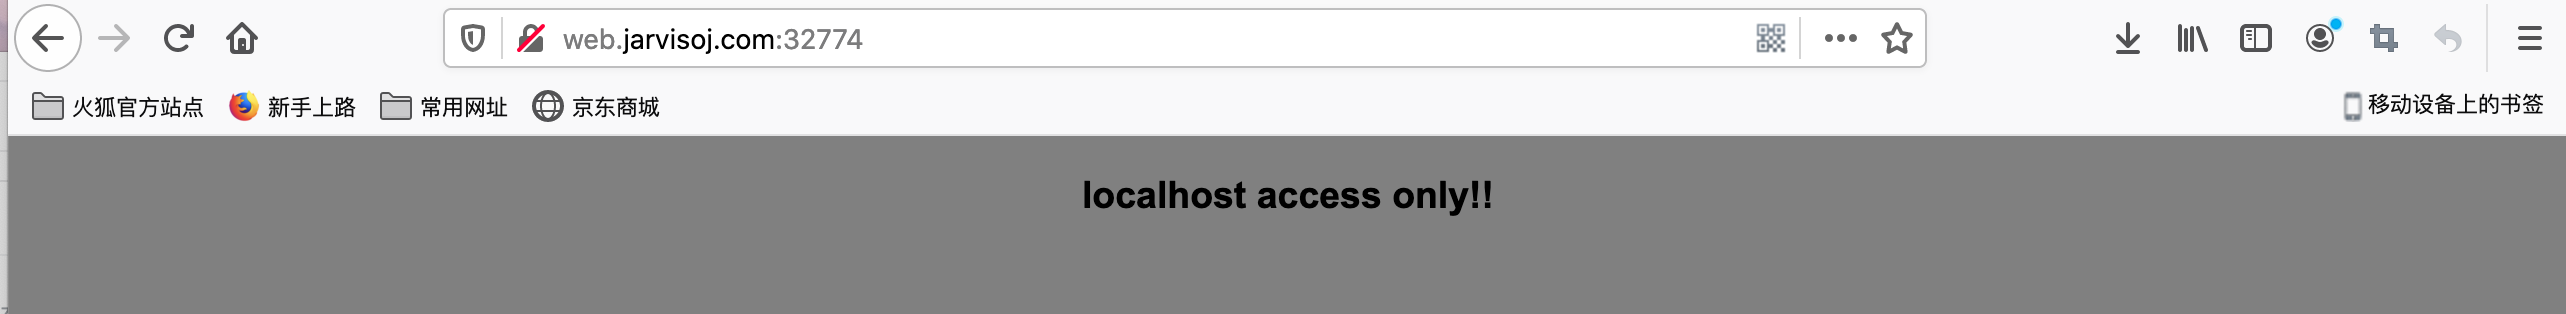 web.jarvisoj.com:32774
火狐官方站点 新手上路 常用网址 京东商城 移动设备上的书签
localhost access only!!